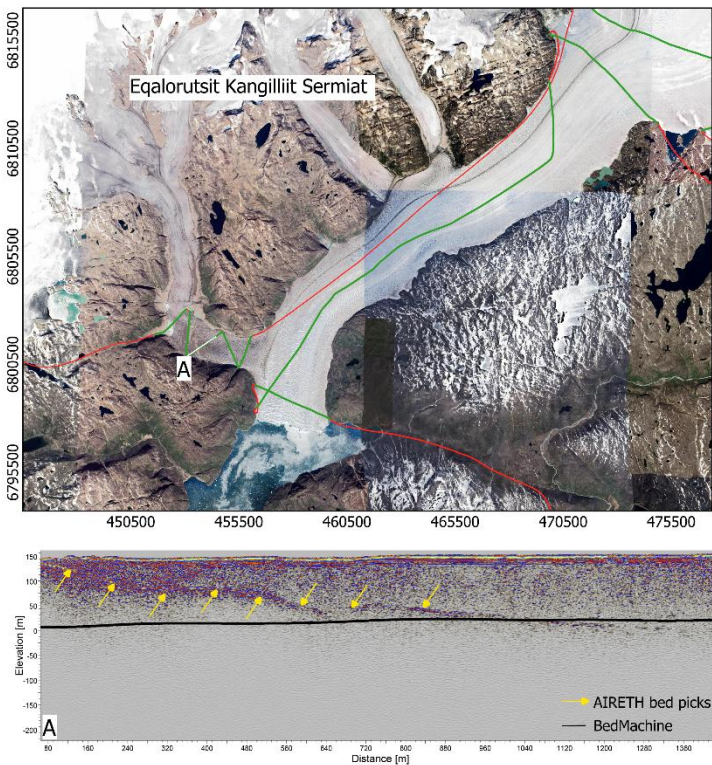 6815500
6810500
6805500
6800500
6795500
Eqalorutsit Kangilliit Sermiat
A
450500 455500 460500 465500 470500 475500
Elevation [m]
150
100
50
0
-50
-100
-150
-200
AIRETH bed picks
BedMachine
A
80 160 240 320 400 480 560 640 720 800 880 960 1040 1120 1200 1280 1380
Distance [m]